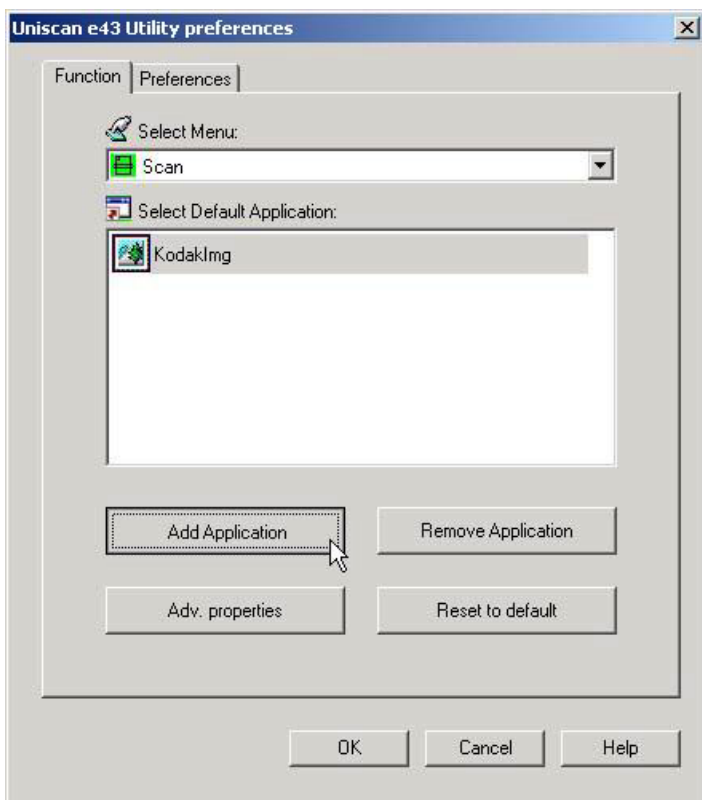 Uniscan e43 Utility preferences
Function Preferences
Select Menu:
Scan
Select Default Application:
KodakImg
Add Application Remove Application
Adv. properties Reset to default
OK Cancel Help